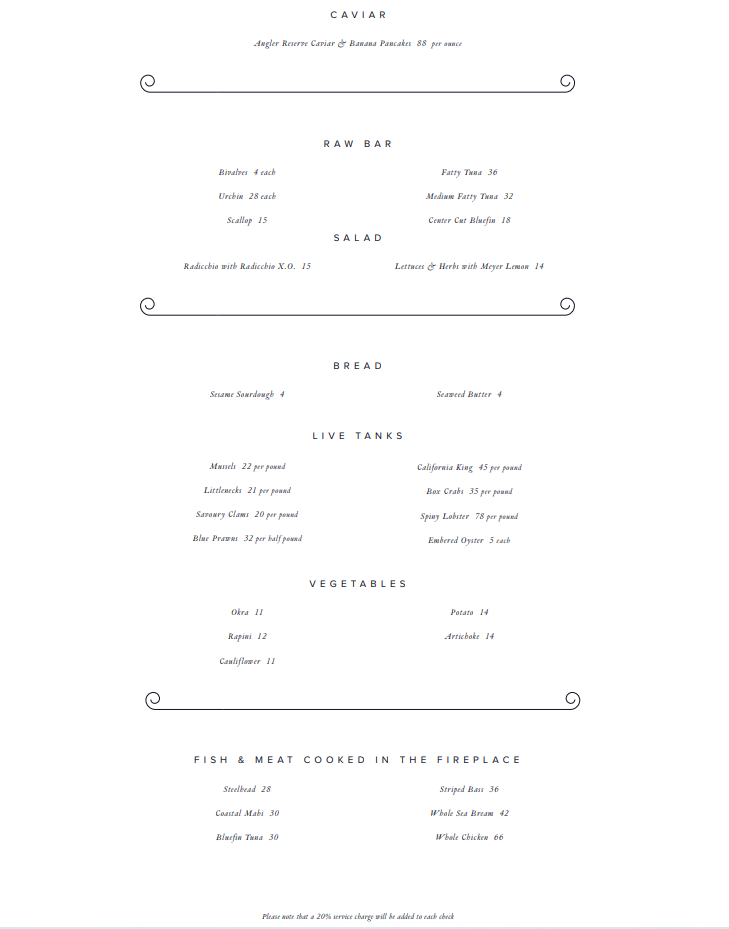 CAVIAR
Angler Reserve Caviar & Banana Pancakes 88 per ounce
RAW BAR
Bivalves 4 each
Fatty Tuna 36
Urchin 28 each
Medium Fatty Tuna 32
Scallop 15
Center Cut Bluefin 18
SALAD
Radicchio with Radicchio X.O. 15
Lettuces & Herbs with Meyer Lemon 14
BREAD
Sesame Sourdough 4
Seaweed Butter 4
LIVE TANKS
Mussels 22 per pound
California King 45 per pound
Littlenecks 21 per pound
Box Crabs 35 per pound
Savoury Clams 20 per pound
Spiny Lobster 78 per pound
Blue Prawns 32 per half pound
Embered Oyster 5 each
VEGETABLES
Okra 11
Potato 14
Rapini 12
Artichoke 14
Cauliflower 11
FISH & MEAT COOKED IN THE FIREPLACE
Steelhead 28
Striped Bass 36
Coastal Mahi 30
Whole Sea Bream 42
Bluefin Tuna 30
Whole Chicken 66
Please note that a 20% service charge will be added to each check